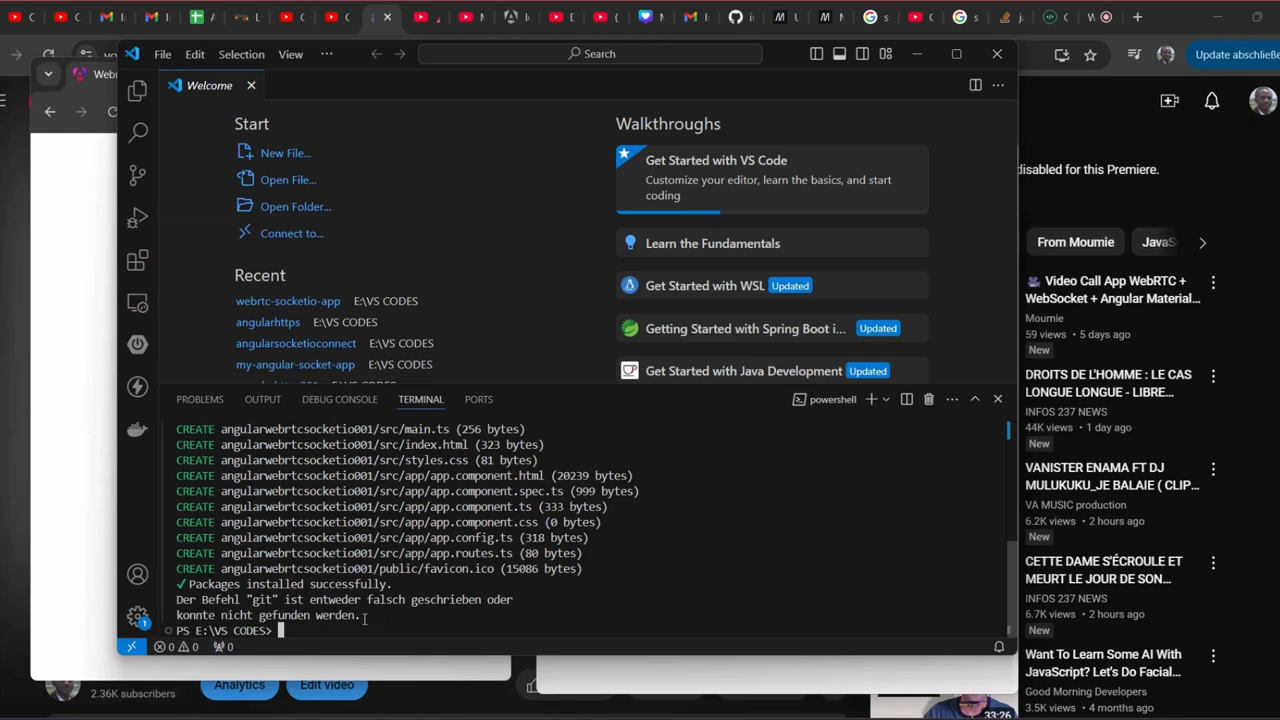 Update abschließe
File Edit Selection View ···
Search
Webr
Welcome
Start
New File...
Open File...
Open Folder...
Connect to...
Recent
webrtc-socketio-app E:\VS CODES
angularhttps E:\VS CODES
angularsocketioconnect E:\VS CODES
my-angular-socket-app E:\VS CODES
Walkthroughs
Get Started with VS Code
Customize your editor, learn the basics, and start
coding
Learn the Fundamentals
Get Started with WSL Updated
Getting Started with Spring Boot i... Updated
Get Started with Java Development Updated
PROBLEMS OUTPUT DEBUG CONSOLE TERMINAL PORTS
powershell
CREATE angularwebrtcsocketio001/src/main.ts (256 bytes)
CREATE angularwebrtcsocketio001/src/index.html (323 bytes)
CREATE angularwebrtcsocketio001/src/styles.css (81 bytes)
CREATE angularwebrtcsocketio001/src/app/app.component.html (20239 bytes)
CREATE angularwebrtcsocketio001/src/app/app.component.spec.ts (999 bytes)
CREATE angularwebrtcsocketio001/src/app/app.component.ts (333 bytes)
CREATE angularwebrtcsocketio001/src/app/app.component.css (0 bytes)
CREATE angularwebrtcsocketio001/src/app/app.config.ts (318 bytes)
CREATE angularwebrtcsocketio001/src/app/app.routes.ts (80 bytes)
CREATE angularwebrtcsocketio001/public/favicon.ico (15086 bytes)
✓ Packages installed successfully.
Der Befehl "git" ist entweder falsch geschrieben oder
konnte nicht gefunden werden.
PS E:\VS CODES>
1
0 0 0
2.36K subscribers
Analytics
Edit video
disabled for this Premiere.
From Moumie JavaS
Video Call App WebRTC +
WebSocket + Angular Material...
Moumie
59 views • 5 days ago
New
DROITS DE L'HOMME : LE CAS
LONGUE LONGUE - LIBRE...
INFOS 237 NEWS
44K views • 1 day ago
New
VANISTER ENAMA FT DJ
MULUKUKU_JE BALAIE ( CLIP...
VA MUSIC production
6.2K views • 2 hours ago
New
CETTE DAME S'ÉCROULE ET
MEURT LE JOUR DE SON...
INFOS 237 NEWS
6.7K views • 2 hours ago
New
Want To Learn Some AI With
JavaScript? Let's Do Facial...
Good Morning Developers
3.5K views • 4 months ago
33:26